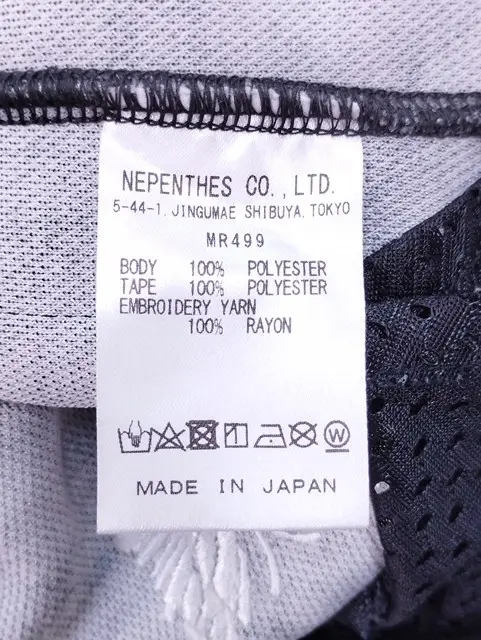 NEPENTHES CO.,LTD.
5-44-1, JINGUMAE SHIBUYA, TOKYO
MR499
BODY 100% POLYESTER
TAPE 100% POLYESTER
EMBROIDERY YARN
100% RAYON
W
MADE IN JAPAN